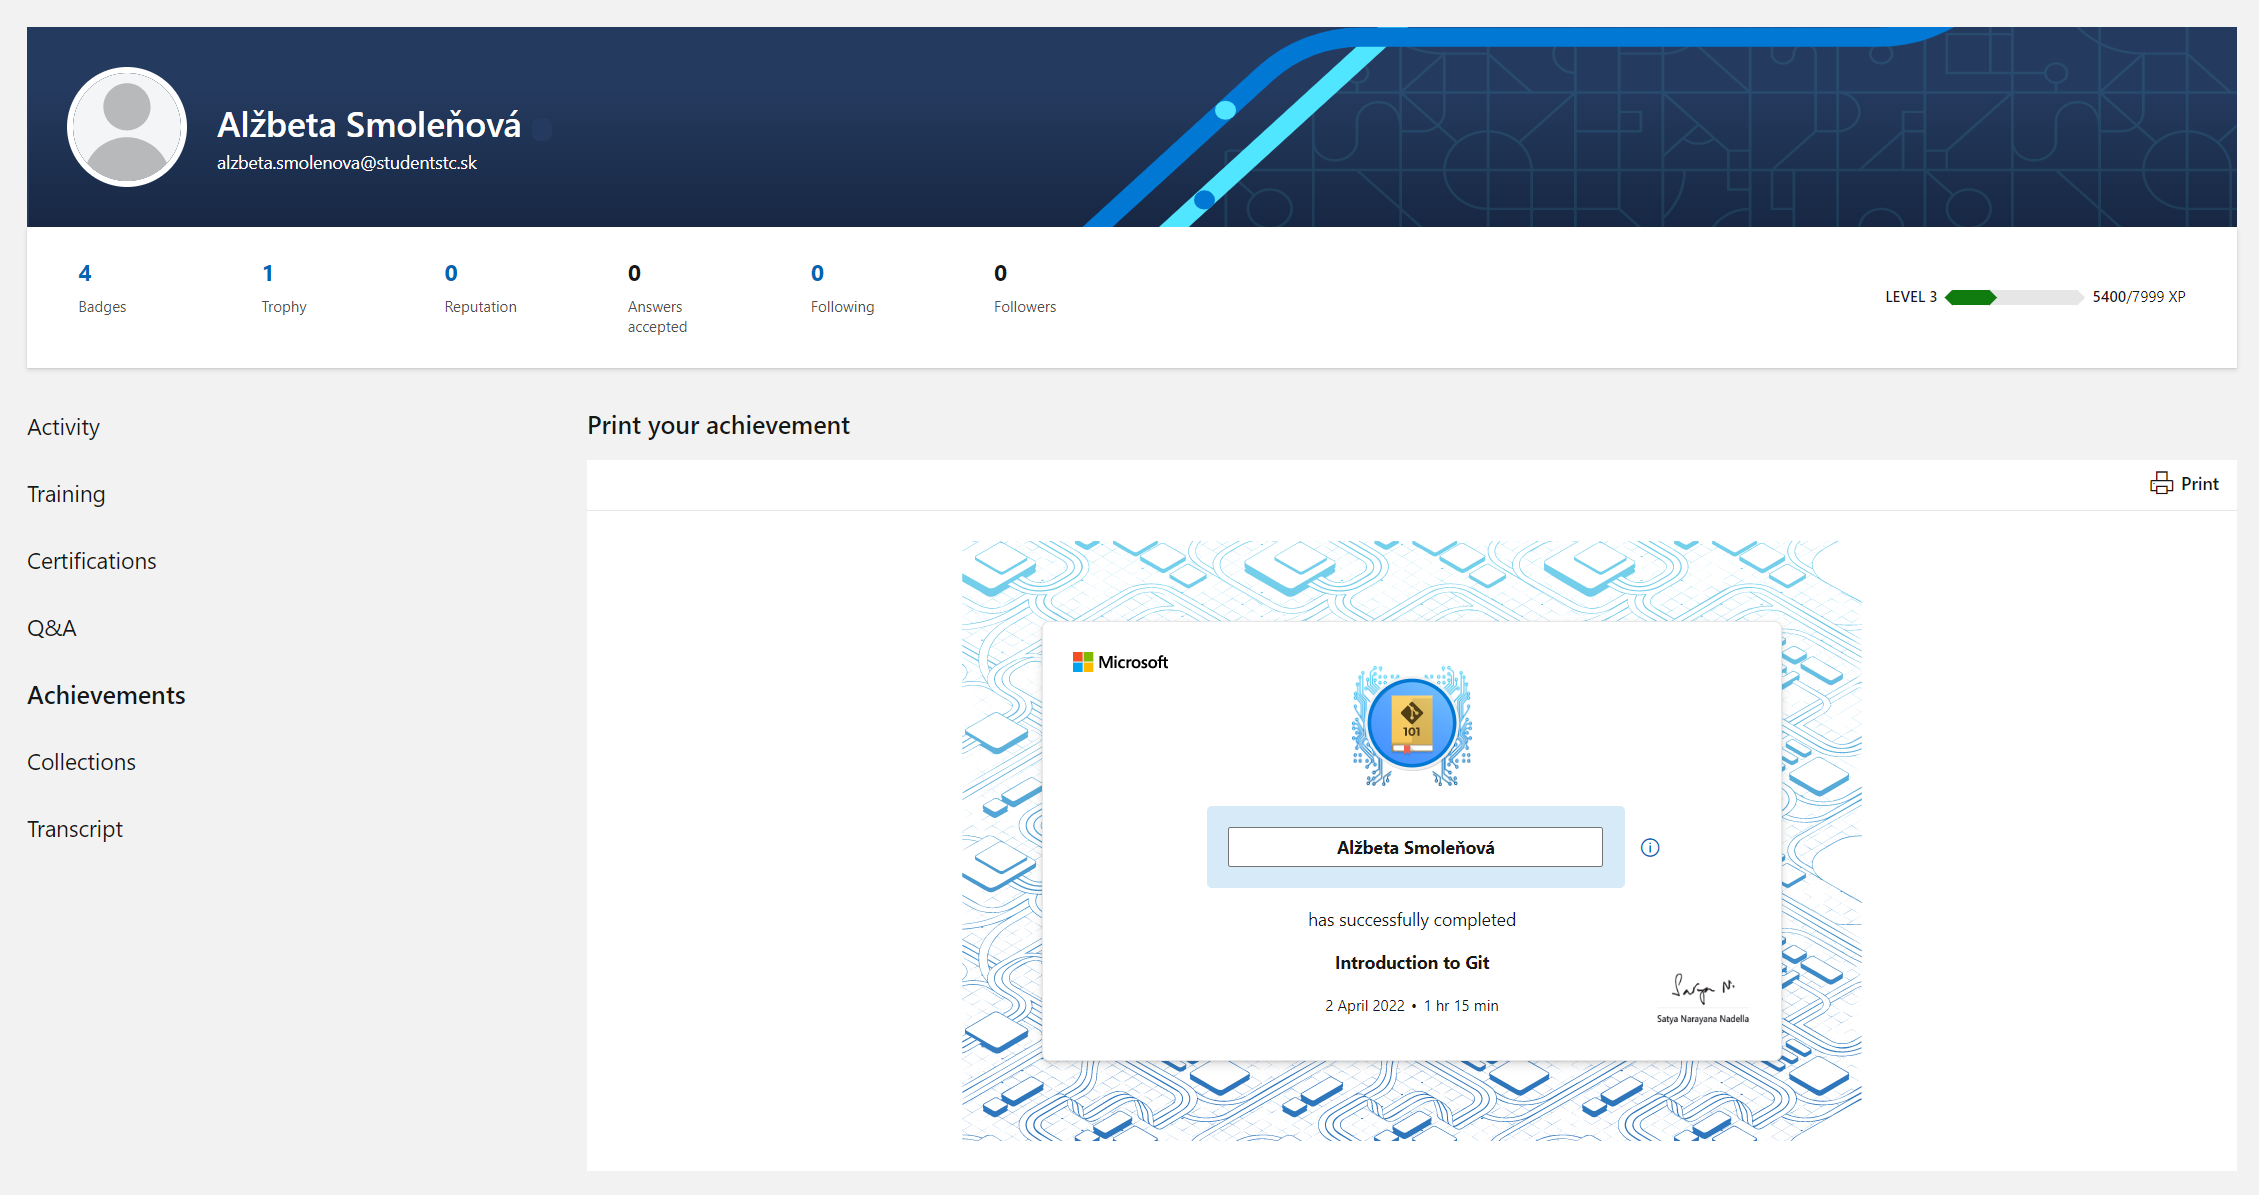 Alžbeta Smoleňová
alzbeta.smolenova@studentstc.sk
4
Badges
1
Trophy
0
Reputation
0
Answers
accepted
0
Following
0
Followers
LEVEL 3
5400/7999 XP
Activity
Training
Certifications
Q&A
Achievements
Collections
Transcript
Print your achievement
Print
Microsoft
101
Alžbeta Smoleňová
has successfully completed
Introduction to Git
2 April 2022 • 1 hr 15 min
Satya N.
Satya Narayana Nadella